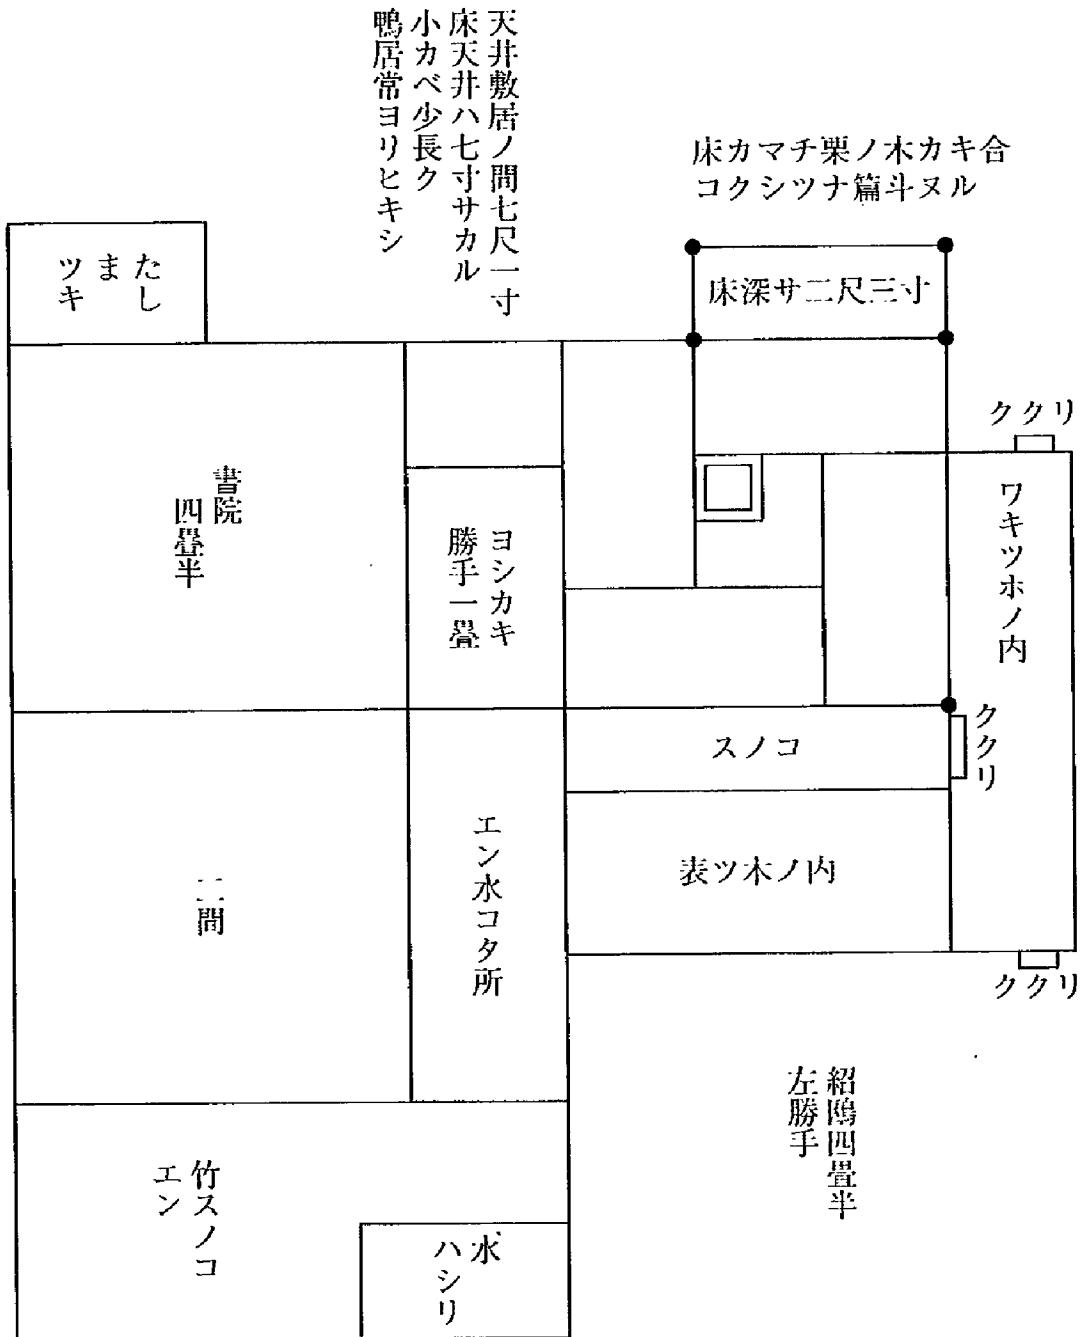 天井敷居ノ間七尺一寸
床天井ハ七寸サカル
小カベ少長ク
鴨居常ヨリヒキシ
床カマチ栗ノ木カキ合
コクシツナ篇斗ヌル
床深サ二尺三寸
たし
ま
ツキ
ククリ
ワキツホノ内
書院
四畳半
ヨシカキ
勝手一畳
ククリ
スノコ
エン水コタ所
表ツ木ノ内
二間
ククリ
紹鴎四畳半
左勝手
竹スノコ
エン
水
ハシリ